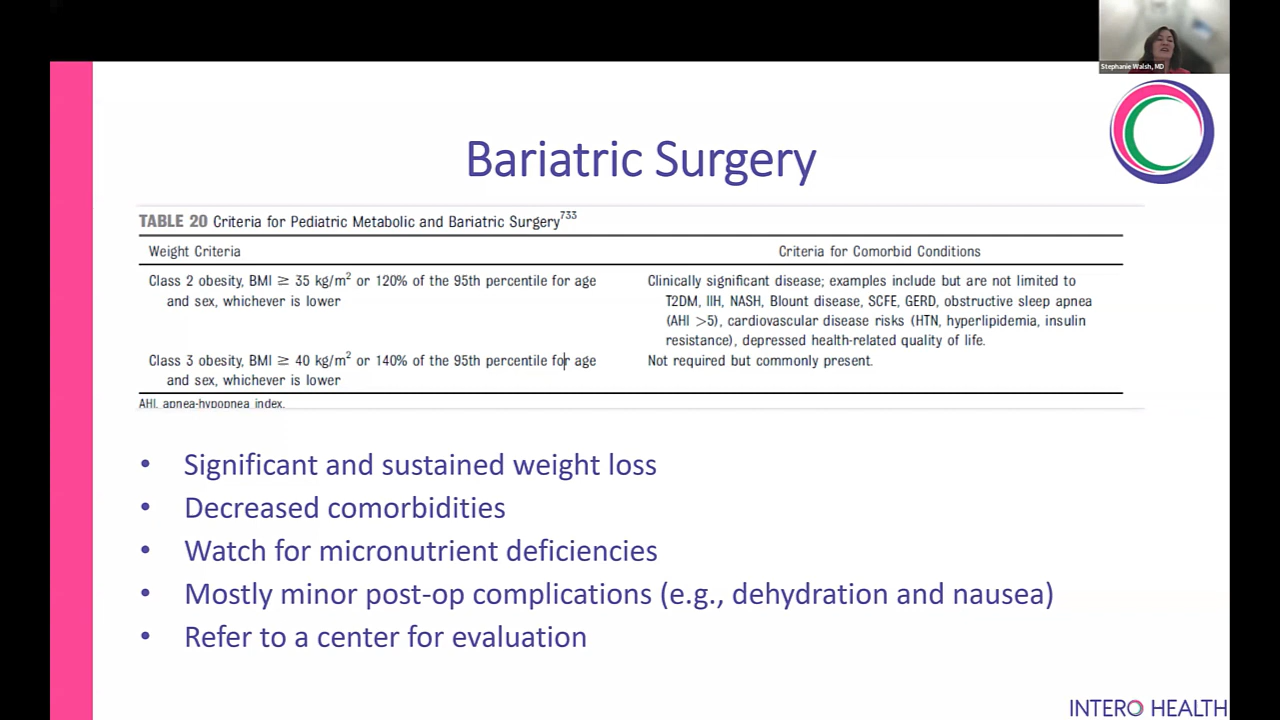 Stephanie Walsh, MD
Bariatric Surgery
TABLE 20 Criteria for Pediatric Metabolic and Bariatric Surgery733
Weight Criteria
Criteria for Comorbid Conditions
Class 2 obesity, BMI ≥ 35 kg/m2 or 120% of the 95th percentile for age
and sex, whichever is lower
Clinically significant disease; examples include but are not limited to
T2DM, IIH, NASH, Blount disease, SCFE, GERD, obstructive sleep apnea
(AHI >5), cardiovascular disease risks (HTN, hyperlipidemia, insulin
resistance), depressed health-related quality of life.
Class 3 obesity, BMI ≥ 40 kg/m2 or 140% of the 95th percentile for age
and sex, whichever is lower
Not required but commonly present.
AHI, apnea-hypopnea index.
• Significant and sustained weight loss
• Decreased comorbidities
• Watch for micronutrient deficiencies
• Mostly minor post-op complications (e.g., dehydration and nausea)
• Refer to a center for evaluation
INTERO HEALTH